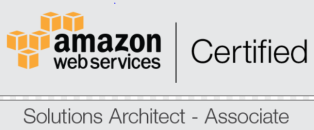 amazon
web services
Certified
Solutions Architect - Associate